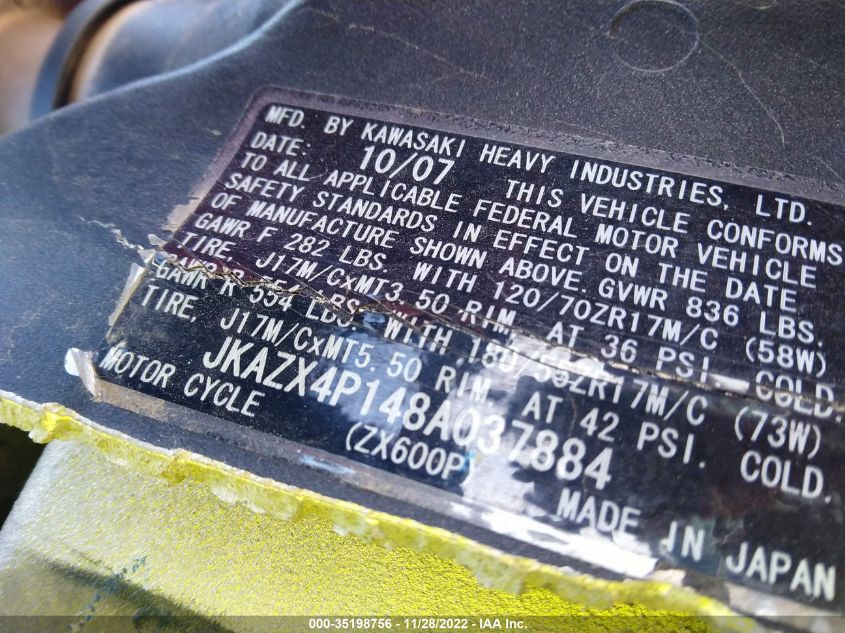 MFD. BY KAWASAKI HEAVY INDUSTRIES, LTD.
DATE. 10/07 THIS VEHICLE CONFORMS
TO ALL APPLICABLE FEDERAL MOTOR VEHICLE
SAFETY STANDARDS IN EFFECT ON THE DATE
OF MANUFACTURE SHOWN ABOVE. GVWR 836 LBS.
GAWR F 282 LBS. WITH 120/70ZR17M/C (58W)
TIRE, J17M/CxMT3.50 RIM, AT 36 PSI. COLD.
GAWR R 554 LBS. WITH 180/55ZR17M/C (73W)
TIRE, J17M/CxMT5.50 RIM, AT 42 PSI. COLD.
JKAZX4P148A037884
MOTOR CYCLE (ZX600P) MADE IN JAPAN
000-35198756 - 11/28/2022 - IAA Inc.